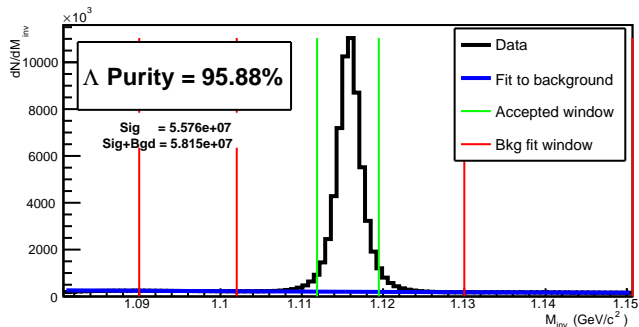 ×10³
dN/dM_inv
10000
8000
6000
4000
2000
0
Λ Purity = 95.88%
Sig = 5.576e+07
Sig+Bgd = 5.815e+07
Data
Fit to background
Accepted window
Bkg fit window
1.09 1.1 1.11 1.12 1.13 1.14 1.15
M_inv (GeV/c²)